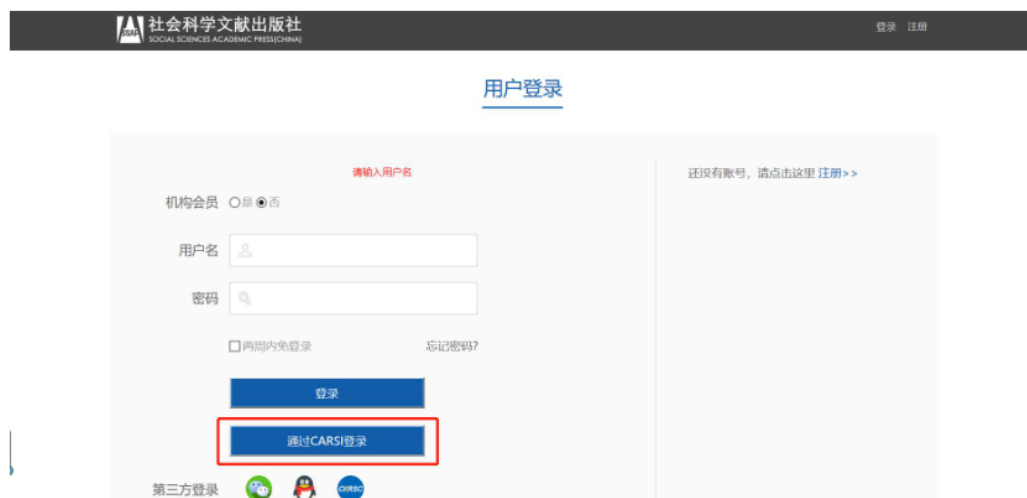 SSAP 社会科学文献出版社
SOCIAL SCIENCES ACADEMIC PRESS(CHINA)
登录 注册
用户登录
请输入用户名
还没有账号，请点击这里 注册>>
机构会员 是 否
用户名
密码
两周内免登录 忘记密码?
登录
通过CARSI登录
第三方登录 CERSC